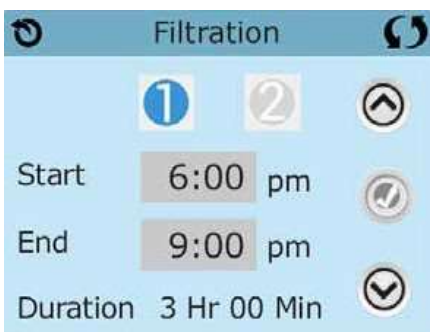 Filtration
1 2
Start 6:00 pm
End 9:00 pm
Duration 3 Hr 00 Min